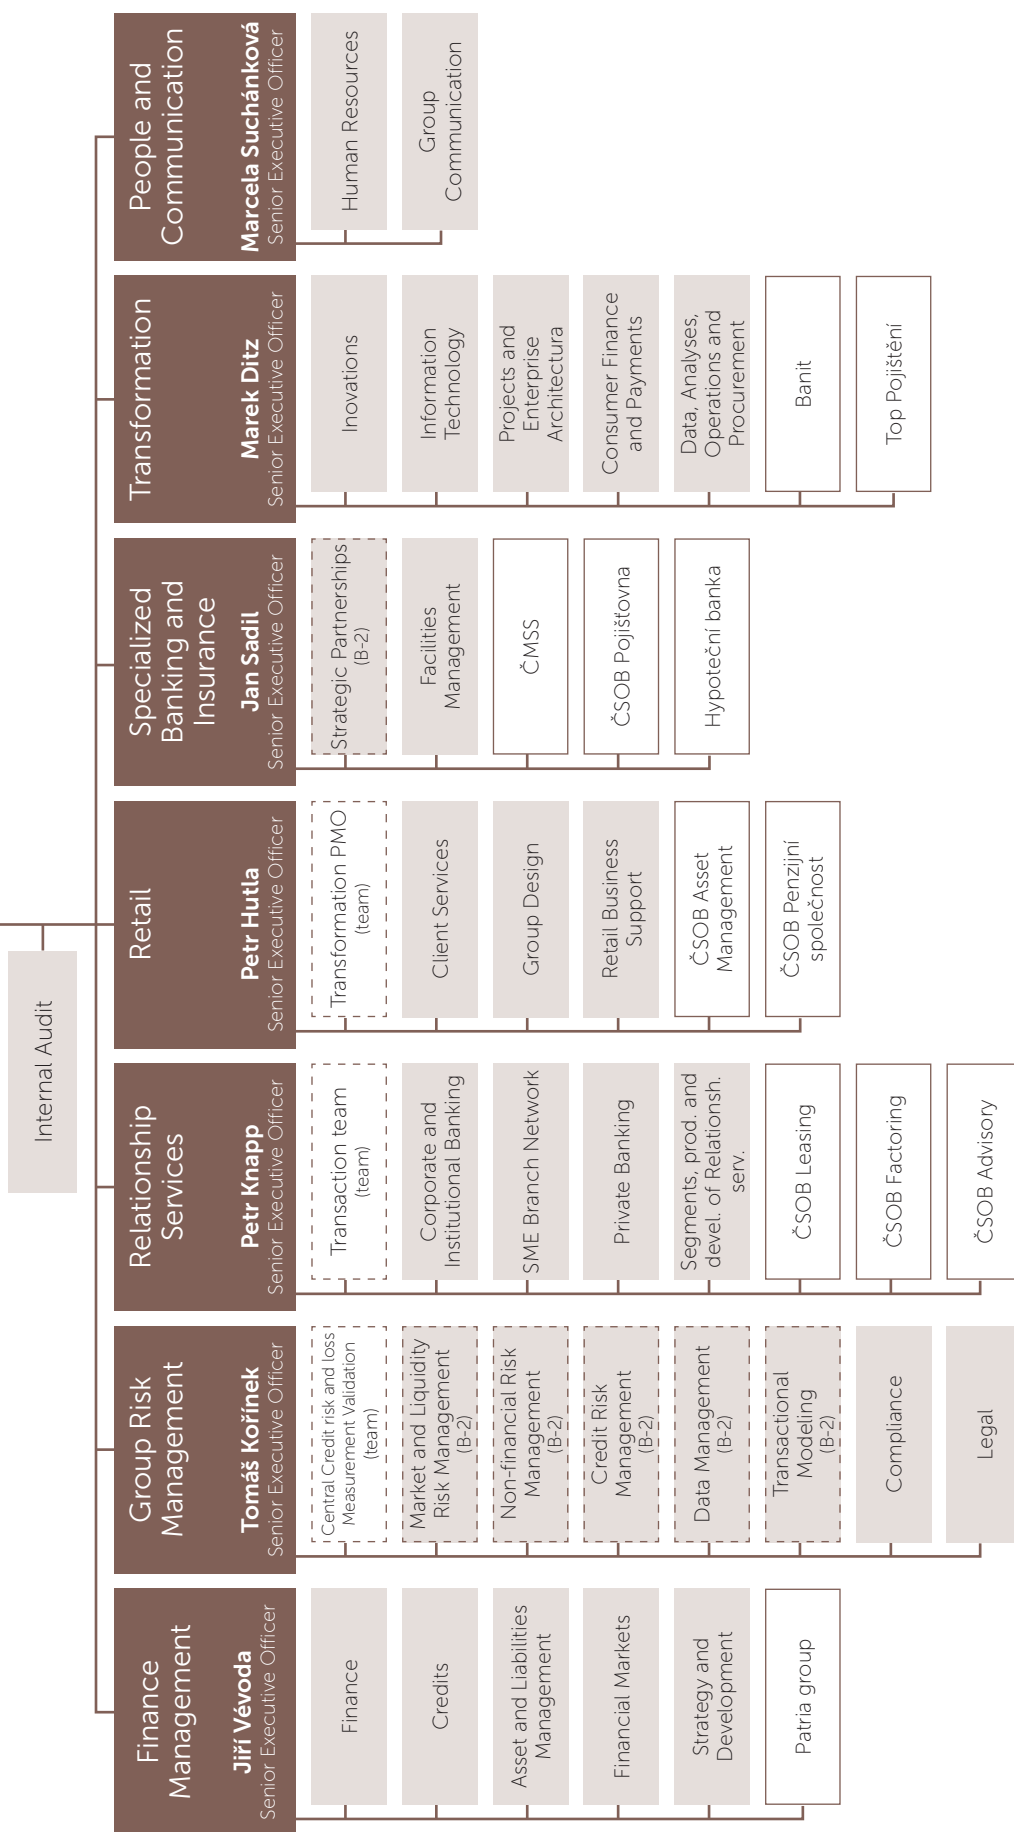 Internal Audit
Finance
Management
Jiří Vévoda
Senior Executive Officer
Finance
Credits
Asset and Liabilities
Management
Financial Markets
Strategy and
Development
Patria group
Group Risk
Management
Tomáš Kořínek
Senior Executive Officer
Central Credit risk and loss
Measurement Validation
(team)
Market and Liquidity
Risk Management
(B-2)
Non-financial Risk
Management
(B-2)
Credit Risk
Management
(B-2)
Data Management
(B-2)
Transactional
Modeling
(B-2)
Compliance
Legal
Relationship
Services
Petr Knapp
Senior Executive Officer
Transaction team
(team)
Corporate and
Institutional Banking
SME Branch Network
Private Banking
Segments, prod. and
devel. of Relationsh.
serv.
ČSOB Leasing
ČSOB Factoring
ČSOB Advisory
Retail
Petr Hutla
Senior Executive Officer
Transformation PMO
(team)
Client Services
Group Design
Retail Business
Support
ČSOB Asset
Management
ČSOB Penzijní
společnost
Specialized
Banking and
Insurance
Jan Sadil
Senior Executive Officer
Strategic Partnerships
(B-2)
Facilities
Management
ČMSS
ČSOB Pojišťovna
Hypoteční banka
Transformation
Marek Ditz
Senior Executive Officer
Inovations
Information
Technology
Projects and
Enterprise
Architectura
Consumer Finance
and Payments
Data, Analyses,
Operations and
Procurement
Banit
Top Pojištění
People and
Communication
Marcela Suchánková
Senior Executive Officer
Human Resources
Group
Communication